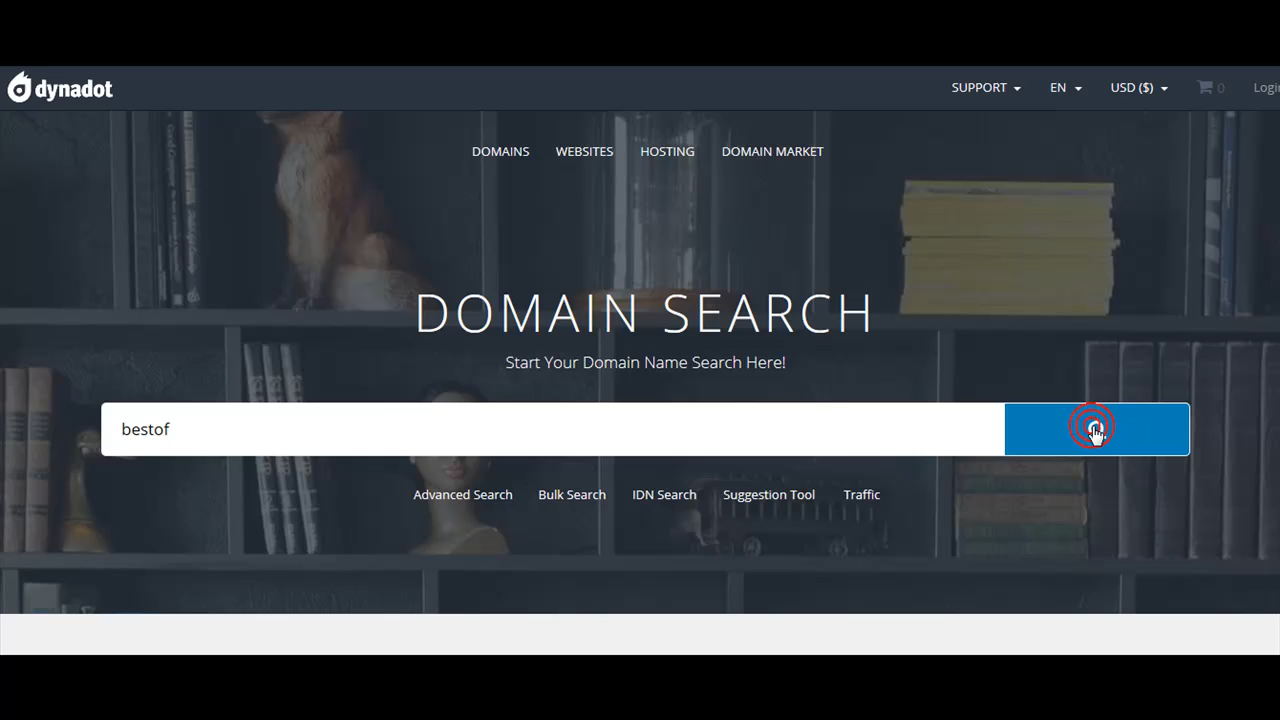 dynadot
SUPPORT EN USD ($) 0
DOMAINS WEBSITES HOSTING DOMAIN MARKET
DOMAIN SEARCH
Start Your Domain Name Search Here!
bestof
Advanced Search Bulk Search IDN Search Suggestion Tool Traffic